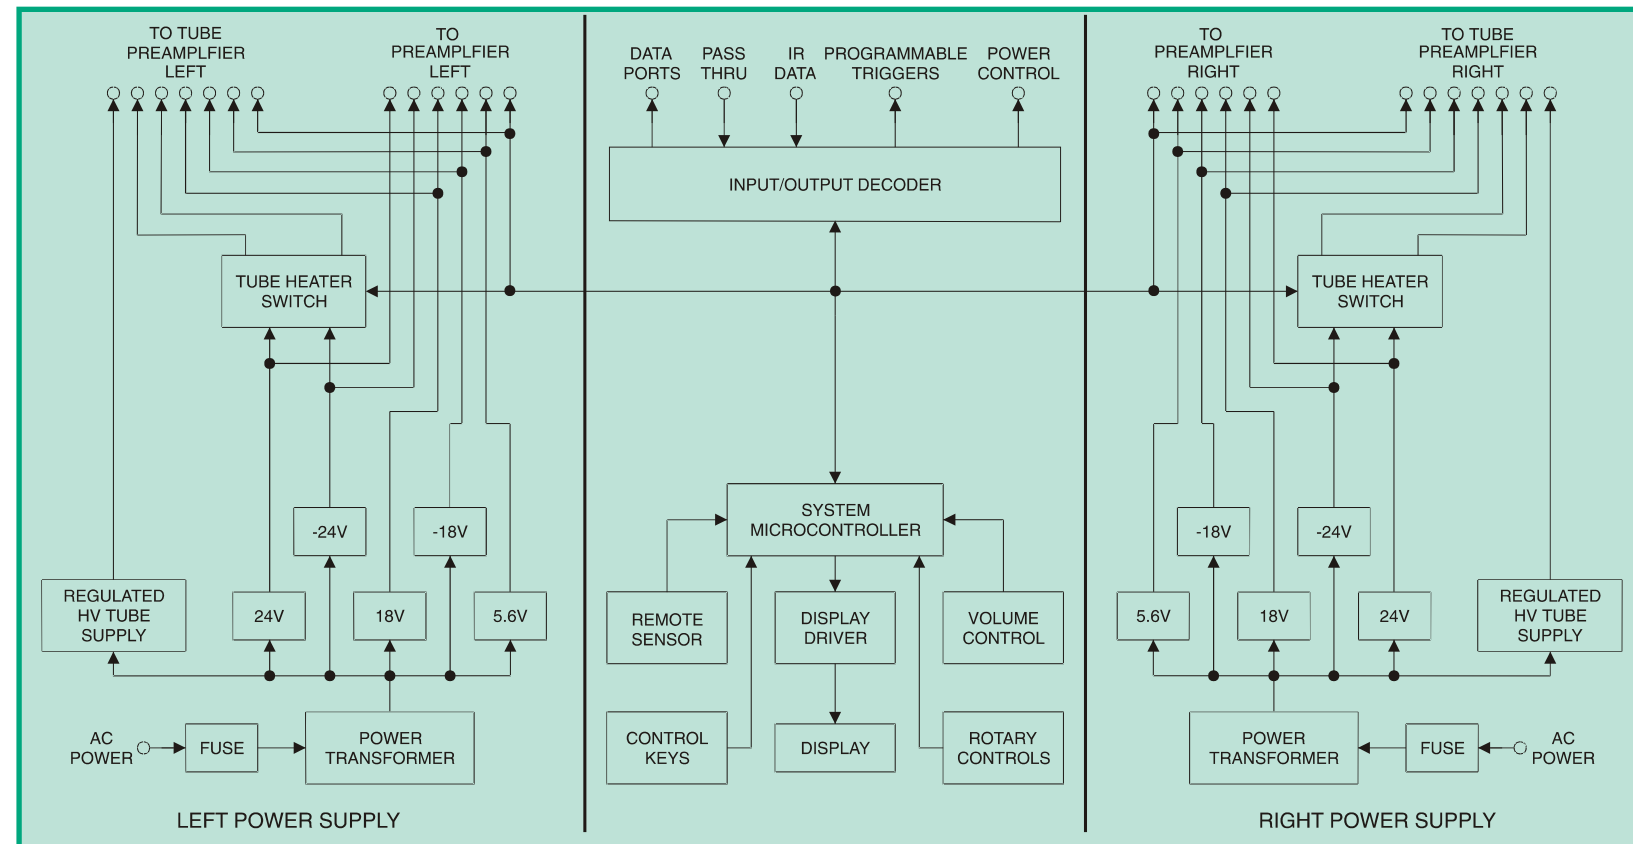 TO TUBE
PREAMPLFIER
LEFT
TO
PREAMPLFIER
LEFT
DATA
PORTS
PASS
THRU
IR
DATA
PROGRAMMABLE
TRIGGERS
POWER
CONTROL
TO
PREAMPLFIER
RIGHT
TO TUBE
PREAMPLFIER
RIGHT
INPUT/OUTPUT DECODER
TUBE HEATER
SWITCH
TUBE HEATER
SWITCH
SYSTEM
MICROCONTROLLER
-24V
-18V
-18V
-24V
REGULATED
HV TUBE
SUPPLY
24V
18V
5.6V
REMOTE
SENSOR
DISPLAY
DRIVER
VOLUME
CONTROL
5.6V
18V
24V
REGULATED
HV TUBE
SUPPLY
AC
POWER
FUSE
POWER
TRANSFORMER
CONTROL
KEYS
DISPLAY
ROTARY
CONTROLS
POWER
TRANSFORMER
FUSE
AC
POWER
LEFT POWER SUPPLY
RIGHT POWER SUPPLY